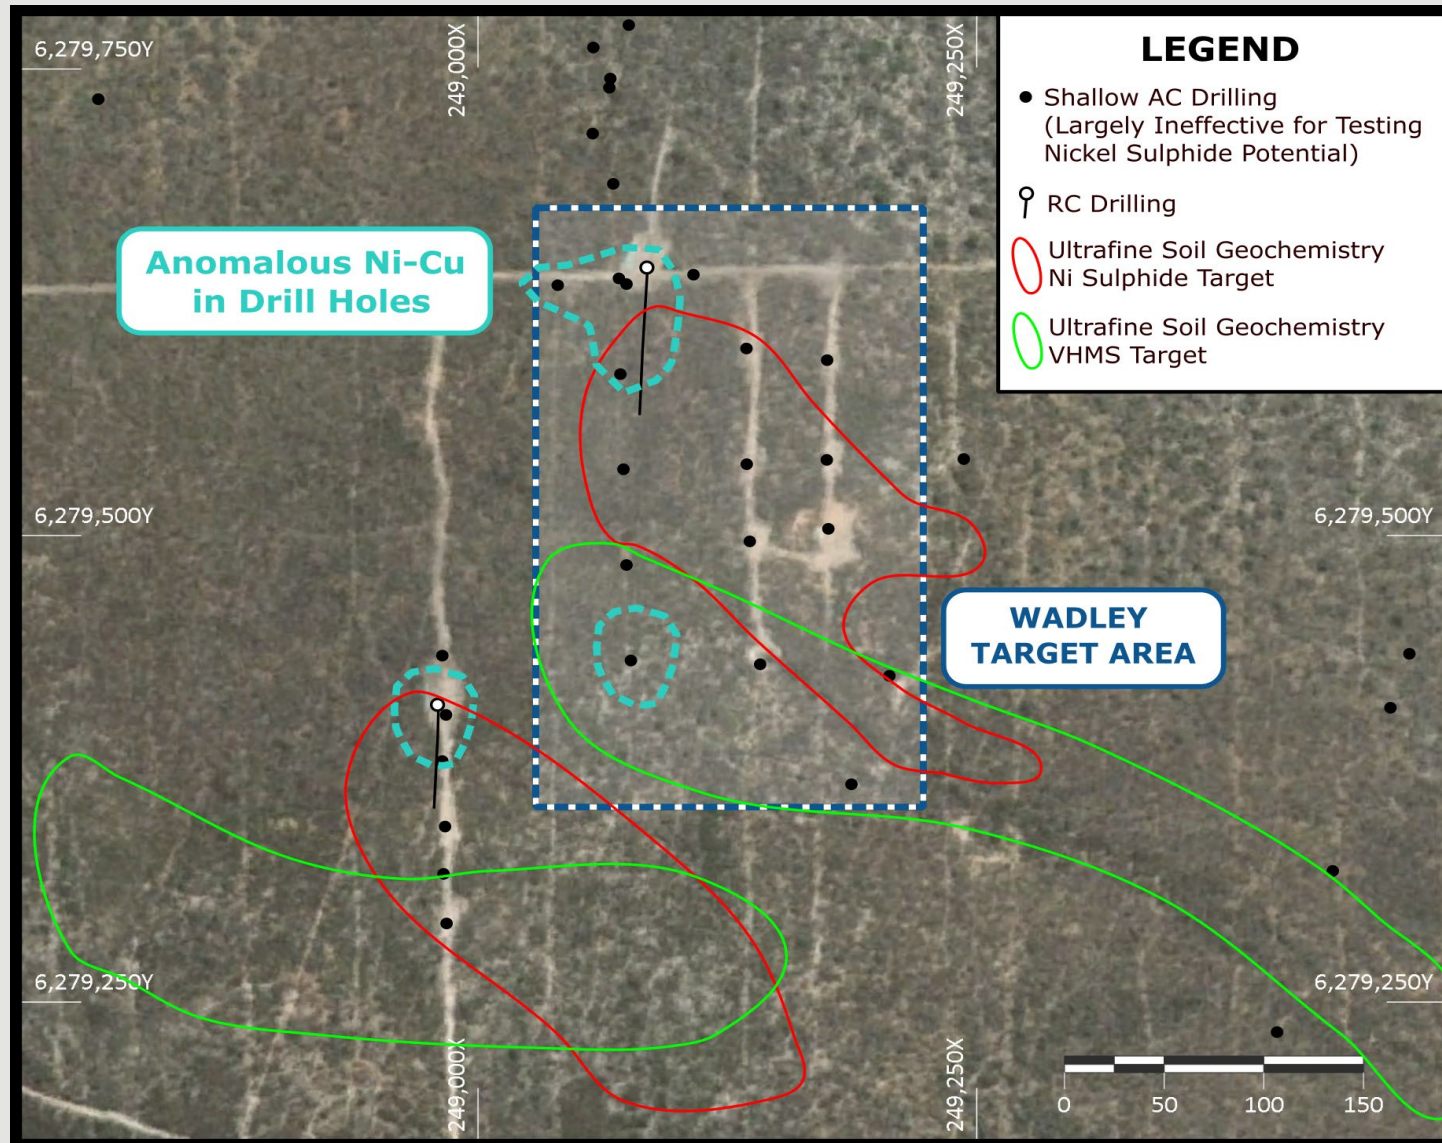 6,279,750Y
249,000X
249,250X
LEGEND
Shallow AC Drilling
(Largely Ineffective for Testing
Nickel Sulphide Potential)
RC Drilling
Ultrafine Soil Geochemistry
Ni Sulphide Target
Ultrafine Soil Geochemistry
VHMS Target
Anomalous Ni-Cu
in Drill Holes
6,279,500Y
6,279,500Y
WADLEY
TARGET AREA
6,279,250Y
6,279,250Y
249,000X
249,250X
0 50 100 150